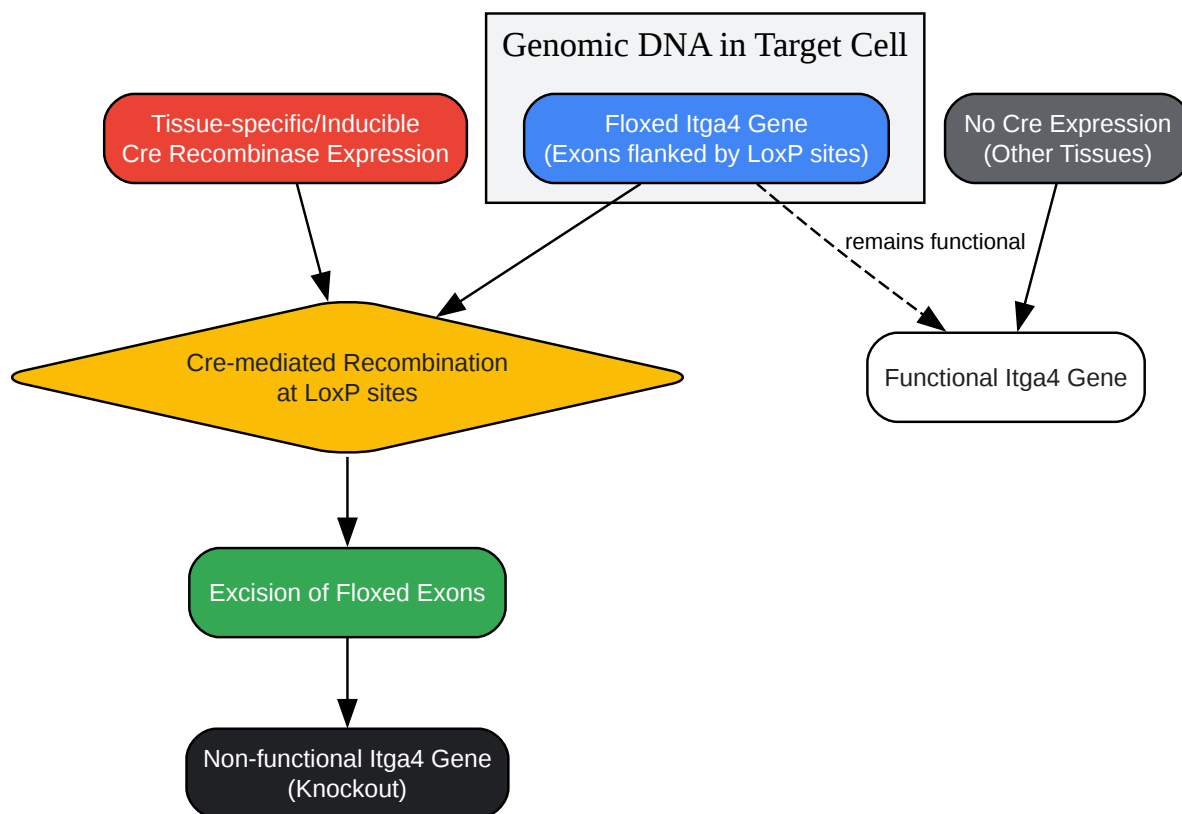 Genomic DNA in Target Cell
Tissue-specific/Inducible
Cre Recombinase Expression
Floxed Itga4 Gene
(Exons flanked by LoxP sites)
No Cre Expression
(Other Tissues)
remains functional
Cre-mediated Recombination
at LoxP sites
Functional Itga4 Gene
Excision of Floxed Exons
Non-functional Itga4 Gene
(Knockout)